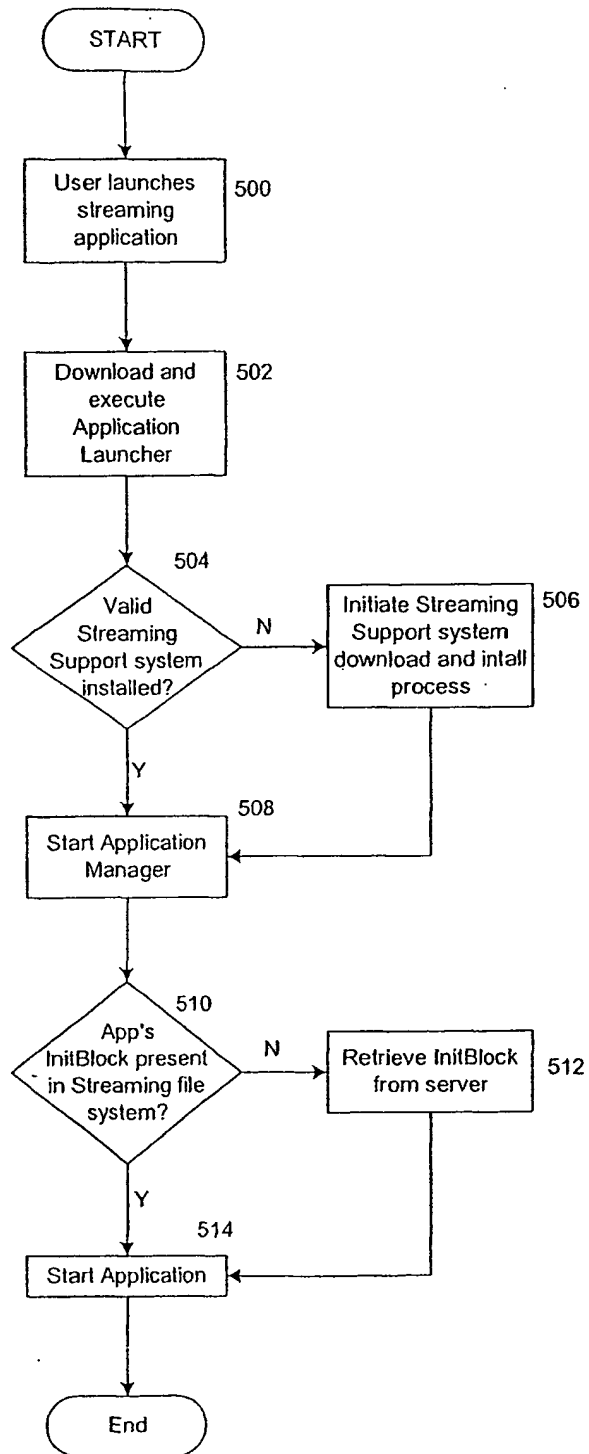 START
User launches
streaming
application
500
Download and
execute
Application
Launcher
502
504
Valid
Streaming
Support system
installed?
N
Initiate Streaming
Support system
download and intall
process
506
Y
508
Start Application
Manager
510
App's
InitBlock present
in Streaming file
system?
N
Retrieve InitBlock
from server
512
Y
514
Start Application
End